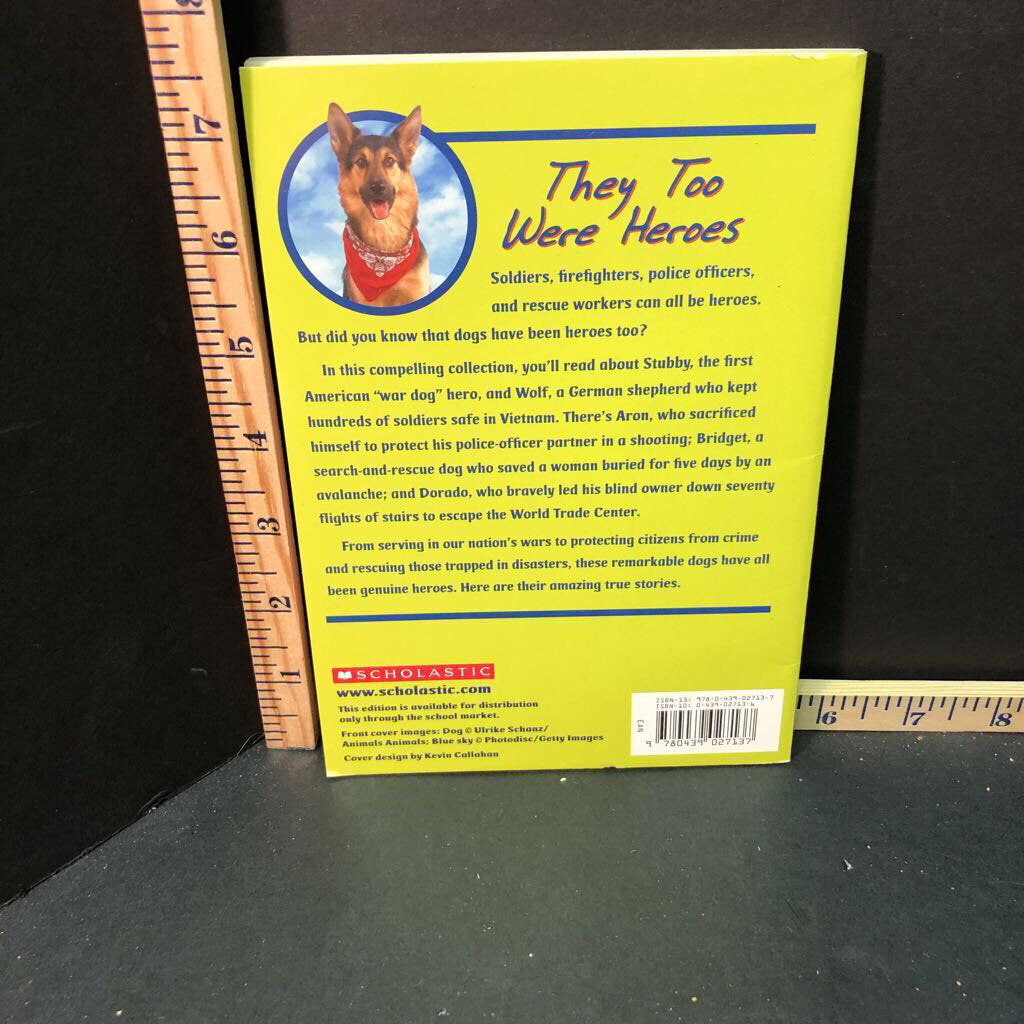 They Too
Were Heroes
Soldiers, firefighters, police officers,
and rescue workers can all be heroes.
But did you know that dogs have been heroes too?
In this compelling collection, you'll read about Stubby, the first
American "war dog" hero, and Wolf, a German shepherd who kept
hundreds of soldiers safe in Vietnam. There's Aron, who sacrificed
himself to protect his police-officer partner in a shooting; Bridget, a
search-and-rescue dog who saved a woman buried for five days by an
avalanche; and Dorado, who bravely led his blind owner down seventy
flights of stairs to escape the World Trade Center.
From serving in our nation's wars to protecting citizens from crime
and rescuing those trapped in disasters, these remarkable dogs have all
been genuine heroes. Here are their amazing true stories.
SCHOLASTIC
www.scholastic.com
This edition is available for distribution
only through the school market.
Front cover images: Dog © Ulrike Schanz/
Animals Animals; Blue sky © Photodisc/Getty Images
Cover design by Kevin Callahan
ISBN-13: 978-0-439-02713-7
ISBN-10: 0-439-02713-6
EAN
9 780439 027137
8
7
6
5
4
3
2
1
6 7 8